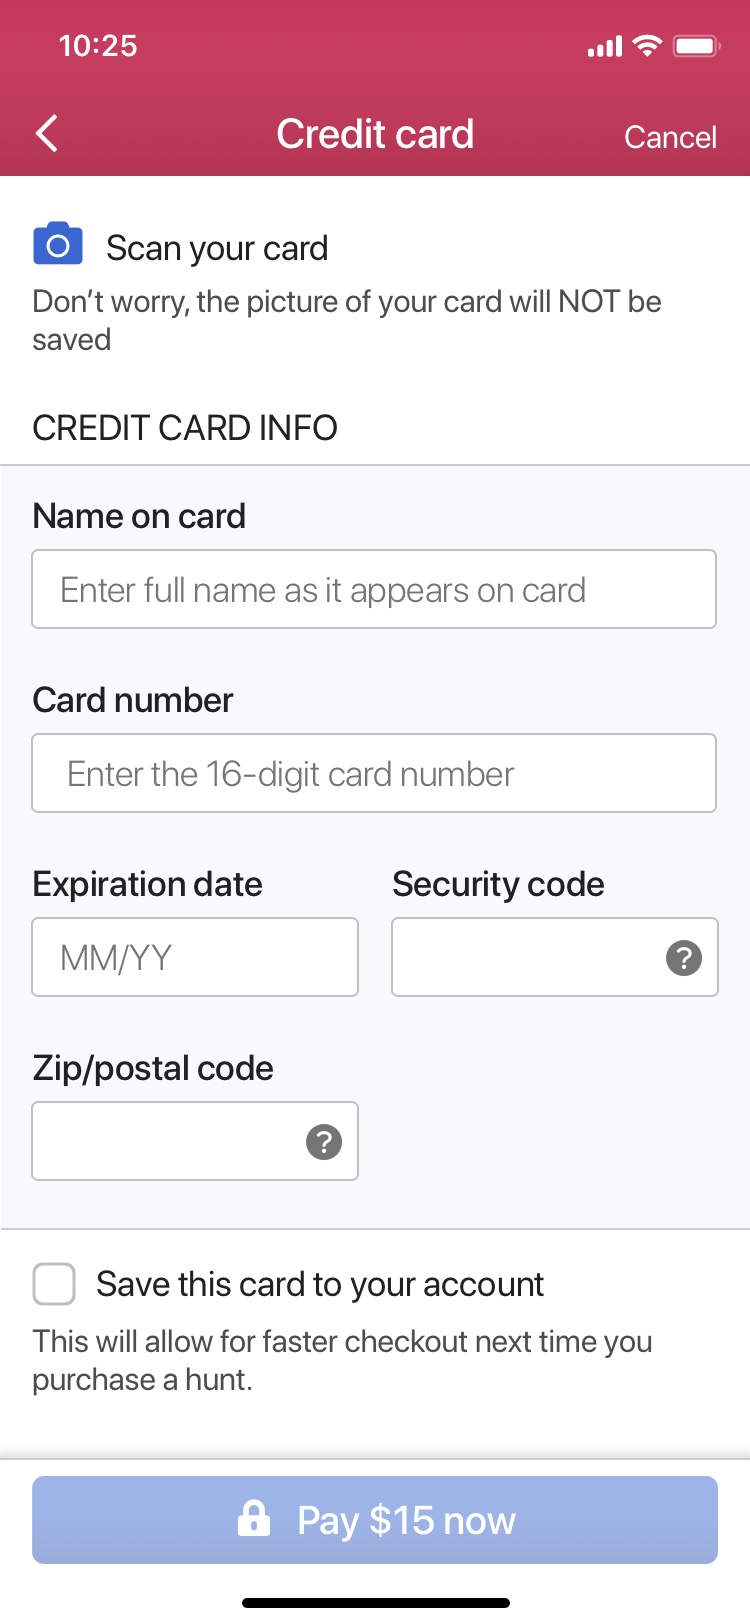 10:25
Credit card
Cancel
Scan your card
Don't worry, the picture of your card will NOT be
saved
CREDIT CARD INFO
Name on card
Enter full name as it appears on card
Card number
Enter the 16-digit card number
Expiration date
Security code
MM/YY
?
Zip/postal code
?
Save this card to your account
This will allow for faster checkout next time you
purchase a hunt.
Pay $15 now